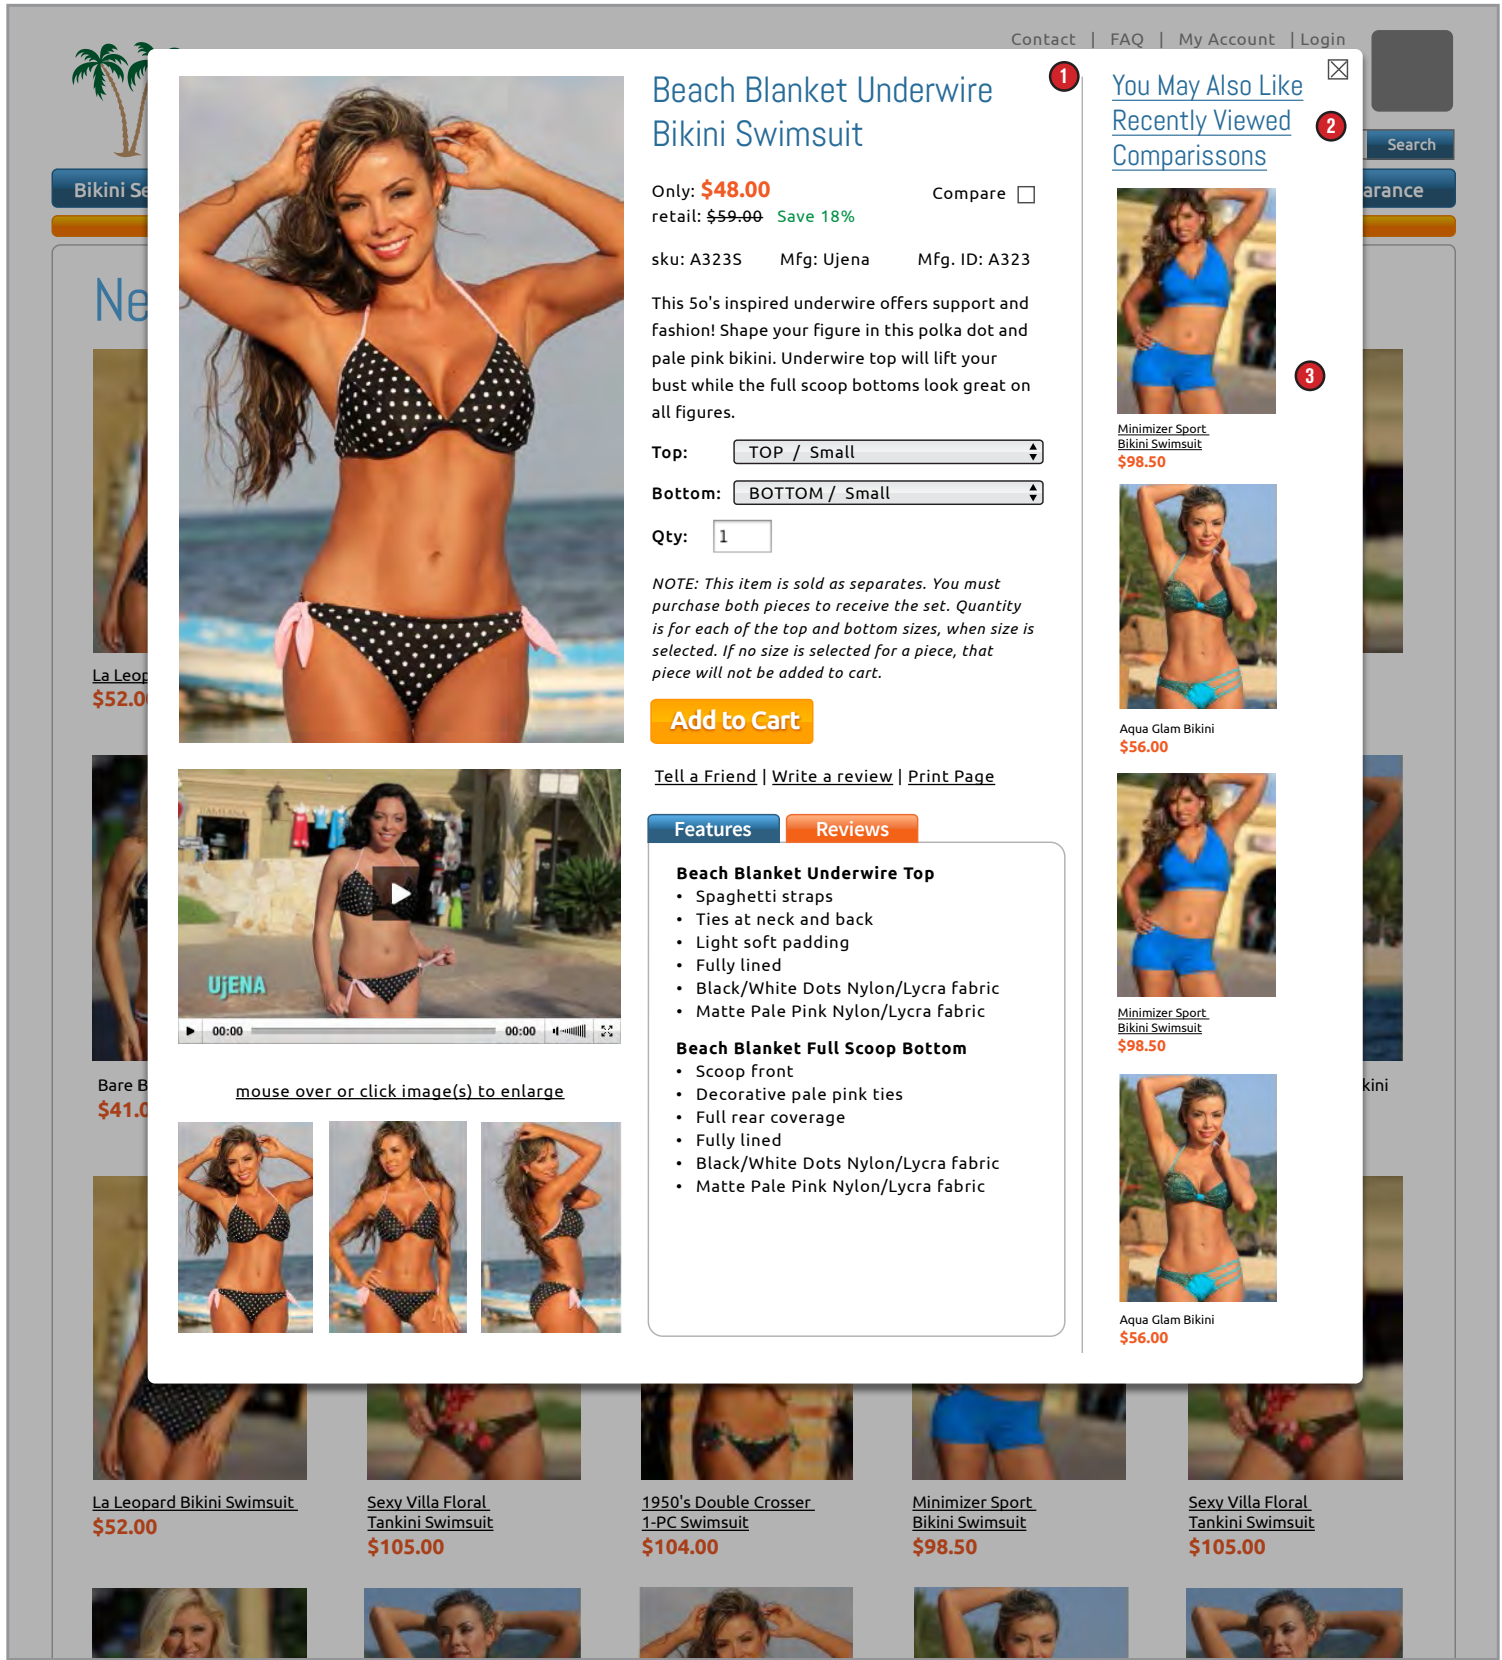 Contact | FAQ | My Account | Login
Search
Bikini Se
arance
Ne
Beach Blanket Underwire
Bikini Swimsuit
1
Only: $48.00
Compare
retail: $59.00 Save 18%
sku: A323S Mfg: Ujena Mfg. ID: A323
This 5o's inspired underwire offers support and
fashion! Shape your figure in this polka dot and
pale pink bikini. Underwire top will lift your
bust while the full scoop bottoms look great on
all figures.
Top: TOP / Small
Bottom: BOTTOM / Small
Qty: 1
NOTE: This item is sold as separates. You must
purchase both pieces to receive the set. Quantity
is for each of the top and bottom sizes, when size is
selected. If no size is selected for a piece, that
piece will not be added to cart.
Add to Cart
Tell a Friend | Write a review | Print Page
Features
Reviews
Beach Blanket Underwire Top
• Spaghetti straps
• Ties at neck and back
• Light soft padding
• Fully lined
• Black/White Dots Nylon/Lycra fabric
• Matte Pale Pink Nylon/Lycra fabric
Beach Blanket Full Scoop Bottom
• Scoop front
• Decorative pale pink ties
• Full rear coverage
• Fully lined
• Black/White Dots Nylon/Lycra fabric
• Matte Pale Pink Nylon/Lycra fabric
UjENA
00:00 00:00
mouse over or click image(s) to enlarge
You May Also Like
Recently Viewed
2
Comparissons
3
Minimizer Sport
Bikini Swimsuit
$98.50
Aqua Glam Bikini
$56.00
Minimizer Sport
Bikini Swimsuit
$98.50
Aqua Glam Bikini
$56.00
La Leop
$52.0
Bare B
$41.0
kini
La Leopard Bikini Swimsuit
$52.00
Sexy Villa Floral
Tankini Swimsuit
$105.00
1950's Double Crosser
1-PC Swimsuit
$104.00
Minimizer Sport
Bikini Swimsuit
$98.50
Sexy Villa Floral
Tankini Swimsuit
$105.00